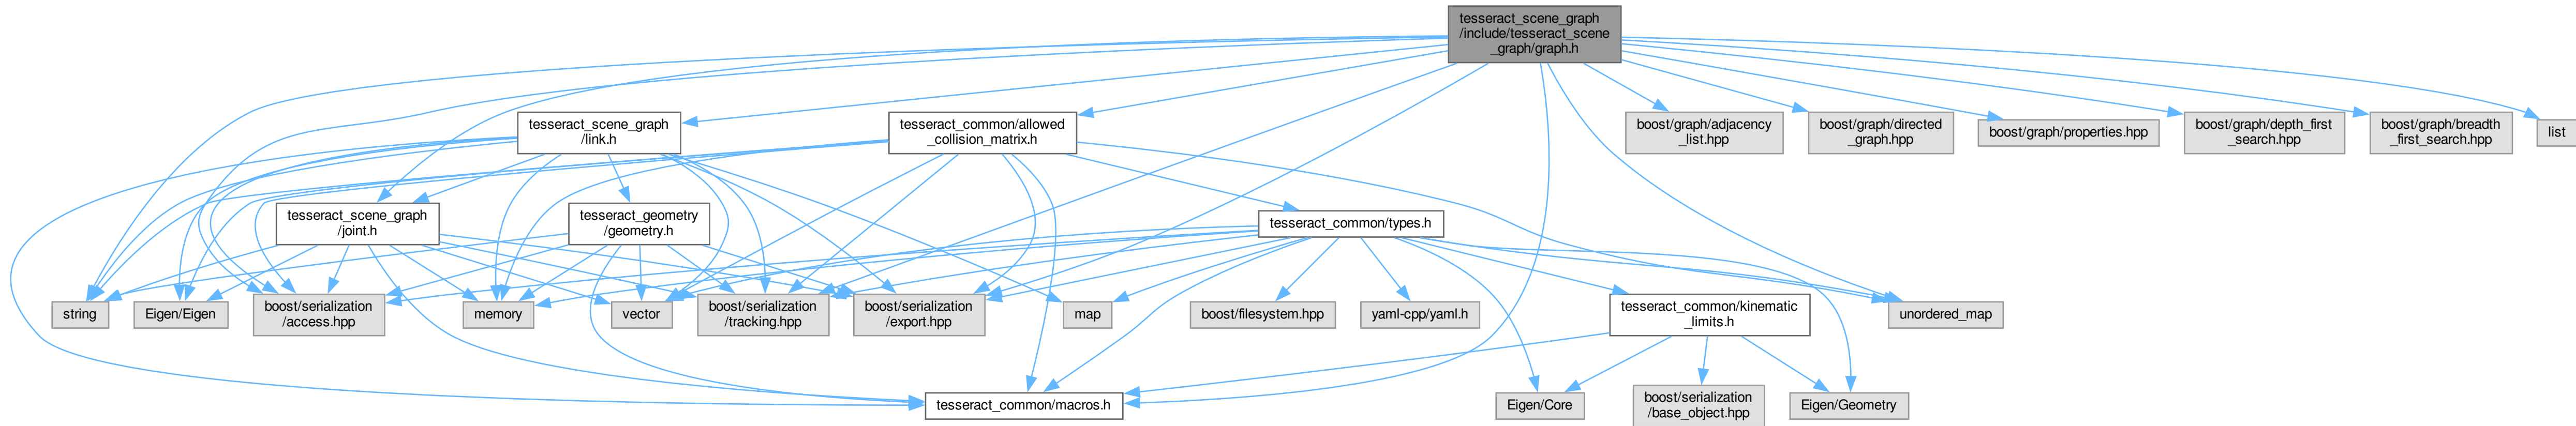 tesseract_scene_graph
/include/tesseract_scene
_graph/graph.h
tesseract_scene_graph
/link.h
tesseract_common/allowed
_collision_matrix.h
boost/graph/adjacency
_list.hpp
boost/graph/directed
_graph.hpp
boost/graph/properties.hpp
boost/graph/depth_first
_search.hpp
boost/graph/breadth
_first_search.hpp
list
tesseract_scene_graph
/joint.h
tesseract_geometry
/geometry.h
tesseract_common/types.h
string
Eigen/Eigen
boost/serialization
/access.hpp
memory
vector
boost/serialization
/tracking.hpp
boost/serialization
/export.hpp
map
boost/filesystem.hpp
yaml-cpp/yaml.h
tesseract_common/kinematic
_limits.h
unordered_map
tesseract_common/macros.h
Eigen/Core
boost/serialization
/base_object.hpp
Eigen/Geometry